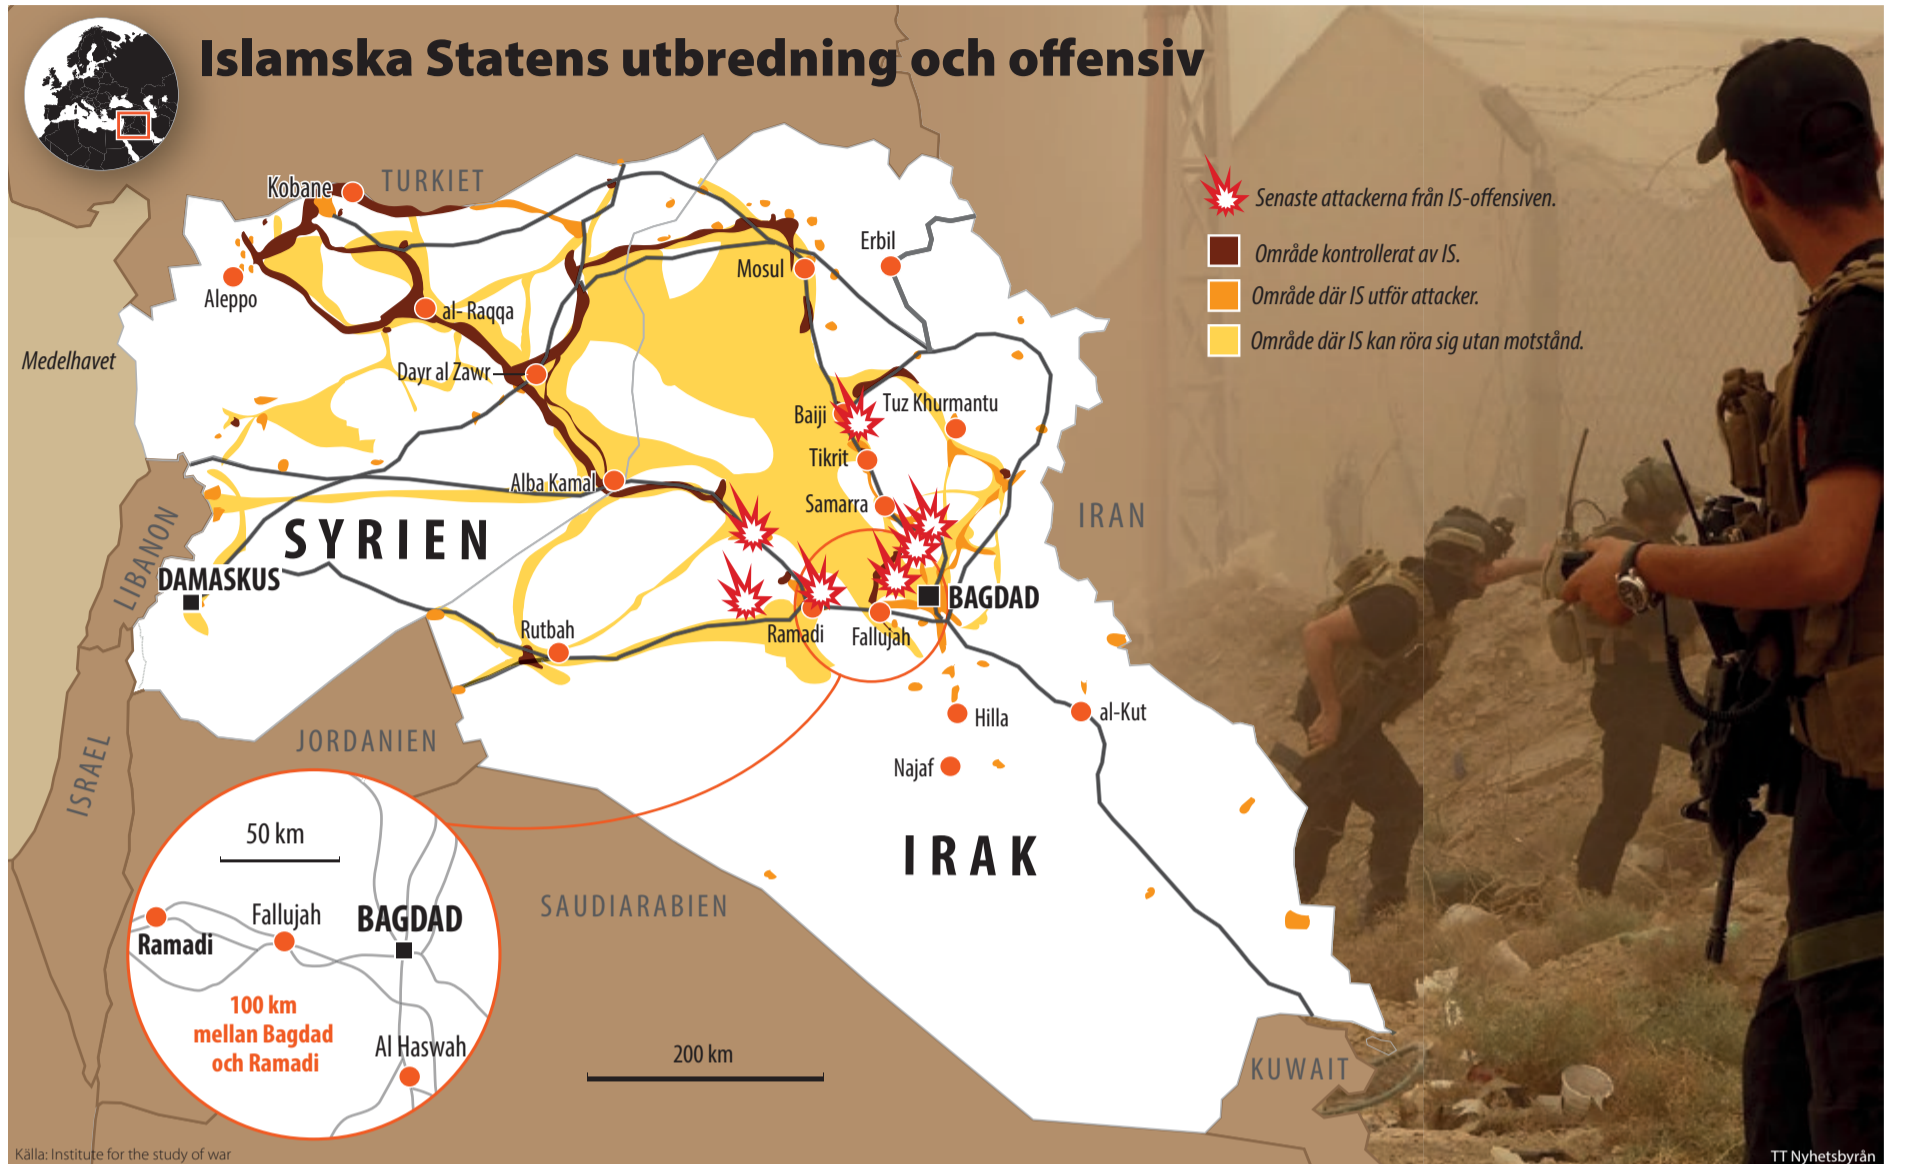 Islamska Statens utbredning och offensiv
Kobane
TURKIET
Senaste attackerna från IS-offensiven.
Område kontrollerat av IS.
Område där IS utför attacker.
Område där IS kan röra sig utan motstånd.
Erbil
Mosul
Aleppo
al- Raqqa
Medelhavet
Dayr al Zawr
Baiji
Tuz Khurmantu
Tikrit
Alba Kamal
Samarra
SYRIEN
IRAN
LIBANON
DAMASKUS
BAGDAD
Rutbah
Ramadi
Fallujah
Hilla
al-Kut
JORDANIEN
ISRAEL
Najaf
IRAK
SAUDIARABIEN
50 km
Fallujah
BAGDAD
Ramadi
100 km
mellan Bagdad
och Ramadi
Al Haswah
200 km
KUWAIT
Källa: Institute for the study of war
TT Nyhetsbyrån